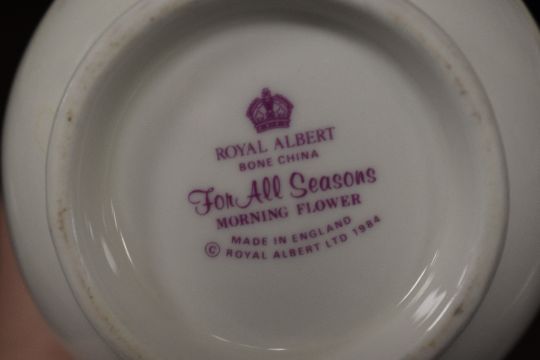 ROYAL ALBERT
BONE CHINA
For All Seasons
MORNING FLOWER
MADE IN ENGLAND
© ROYAL ALBERT LTD 1984